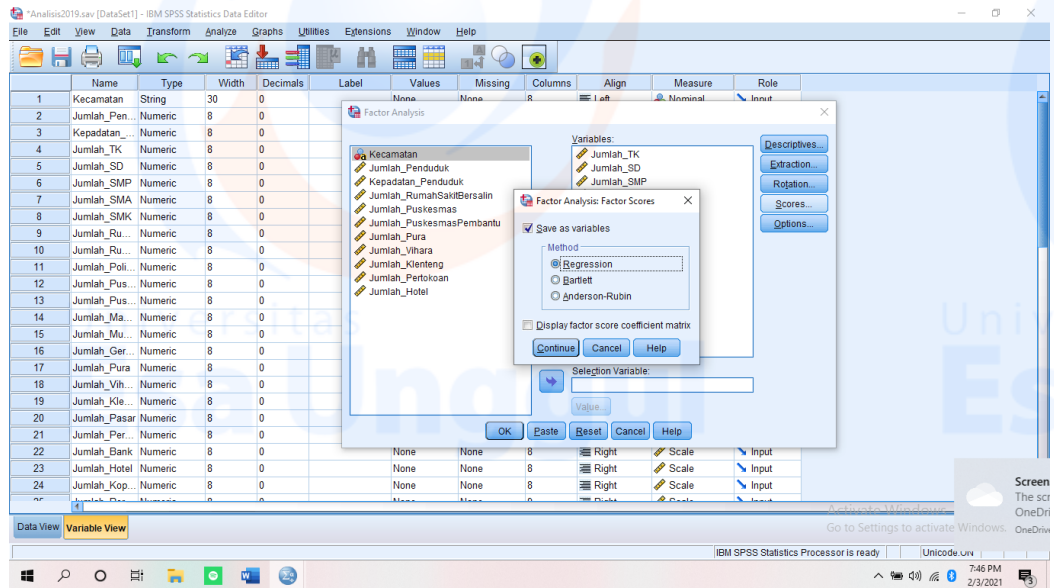 *Analisis2019.sav [DataSet1] - IBM SPSS Statistics Data Editor
File Edit View Data Transform Analyze Graphs Utilities Extensions Window Help
Name Type Width Decimals Label Values Missing Columns Align Measure Role
1 Kecamatan String 30 0 None None 8 Left Nominal Input
2 Jumlah_Pen... Numeric 8 0
3 Kepadatan_... Numeric 8 0
4 Jumlah_TK Numeric 8 0
5 Jumlah_SD Numeric 8 0
6 Jumlah_SMP Numeric 8 0
7 Jumlah_SMA Numeric 8 0
8 Jumlah_SMK Numeric 8 0
9 Jumlah_Ru... Numeric 8 0
10 Jumlah_Ru... Numeric 8 0
11 Jumlah_Poli... Numeric 8 0
12 Jumlah_Pus... Numeric 8 0
13 Jumlah_Pus... Numeric 8 0
14 Jumlah_Ma... Numeric 8 0
15 Jumlah_Mu... Numeric 8 0
16 Jumlah_Ger... Numeric 8 0
17 Jumlah_Pura Numeric 8 0
18 Jumlah_Vih... Numeric 8 0
19 Jumlah_Kle... Numeric 8 0
20 Jumlah_Pasar Numeric 8 0
21 Jumlah_Per... Numeric 8 0
22 Jumlah_Bank Numeric 8 0 None None 8 Right Scale Input
23 Jumlah_Hotel Numeric 8 0 None None 8 Right Scale Input
24 Jumlah_Kop... Numeric 8 0 None None 8 Right Scale Input
Factor Analysis
Kecamatan
Jumlah_Penduduk
Kepadatan_Penduduk
Jumlah_RumahSakitBersalin
Jumlah_Puskesmas
Jumlah_PuskesmasPembantu
Jumlah_Pura
Jumlah_Vihara
Jumlah_Klenteng
Jumlah_Pertokoan
Jumlah_Hotel
Variables:
Jumlah_TK
Jumlah_SD
Jumlah_SMP
Descriptives...
Extraction...
Rotation...
Scores...
Options...
Factor Analysis: Factor Scores
Save as variables
Method
Regression
Bartlett
Anderson-Rubin
Display factor score coefficient matrix
Continue Cancel Help
Selection Variable:
Value...
OK Paste Reset Cancel Help
Data View Variable View
Activate Windows
Go to Settings to activate Windows.
Screen
The scr
OneDri
OneDrive
IBM SPSS Statistics Processor is ready Unicode:ON
7:46 PM
2/3/2021